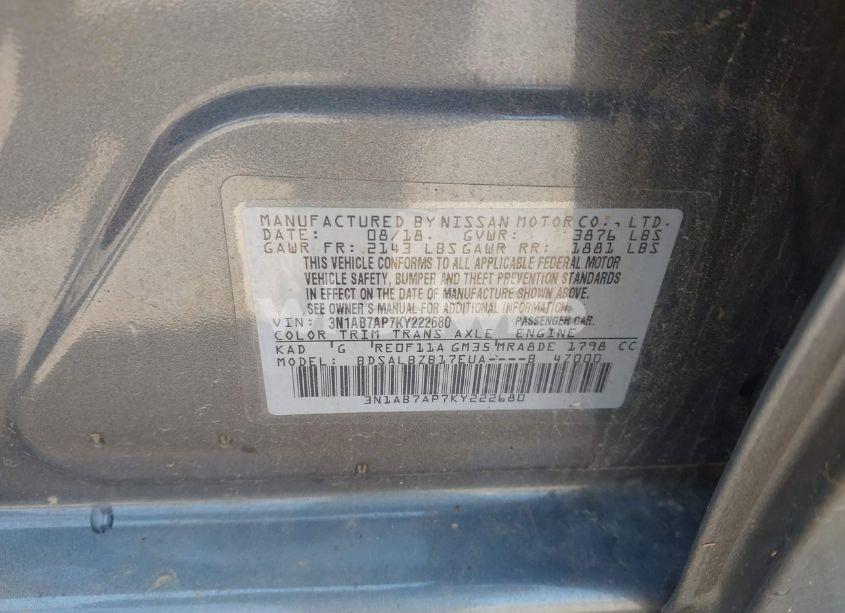 MANUFACTURED BY NISSAN MOTOR CO., LTD.
DATE: 08/18 GVWR: 3876 LBS
GAWR FR: 2143 LBS GAWR RR: 1881 LBS
THIS VEHICLE CONFORMS TO ALL APPLICABLE FEDERAL MOTOR
VEHICLE SAFETY, BUMPER AND THEFT PREVENTION STANDARDS
IN EFFECT ON THE DATE OF MANUFACTURE SHOWN ABOVE.
SEE OWNER'S MANUAL FOR ADDITIONAL INFORMATION.
VIN: 3N1AB7AP7KY222680 PASSENGER CAR.
COLOR TRIM TRANS AXLE ENGINE
KAD G RE0F11A GM35 MRA8DE 1798 CC
MODEL: BDSALBZB17EUA----B 4Z000
3N1AB7AP7KY222680